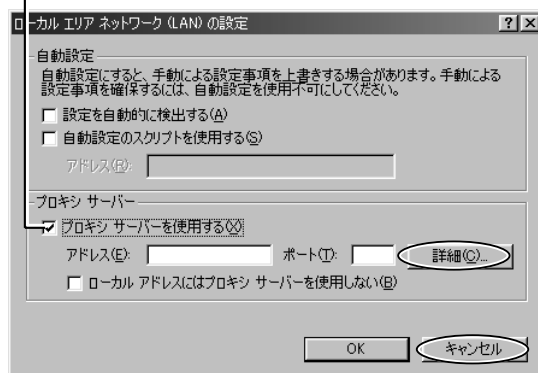 ローカル エリア ネットワーク (LAN) の設定
自動設定
自動設定にすると、手動による設定事項を上書きする場合があります。手動による
設定事項を確保するには、自動設定を使用不可にしてください。
設定を自動的に検出する(A)
自動設定のスクリプトを使用する(S)
アドレス(R):
プロキシ サーバー
プロキシ サーバーを使用する(X)
アドレス(E): ポート(T): 詳細(C)...
ローカル アドレスにはプロキシ サーバーを使用しない(B)
OK キャンセル